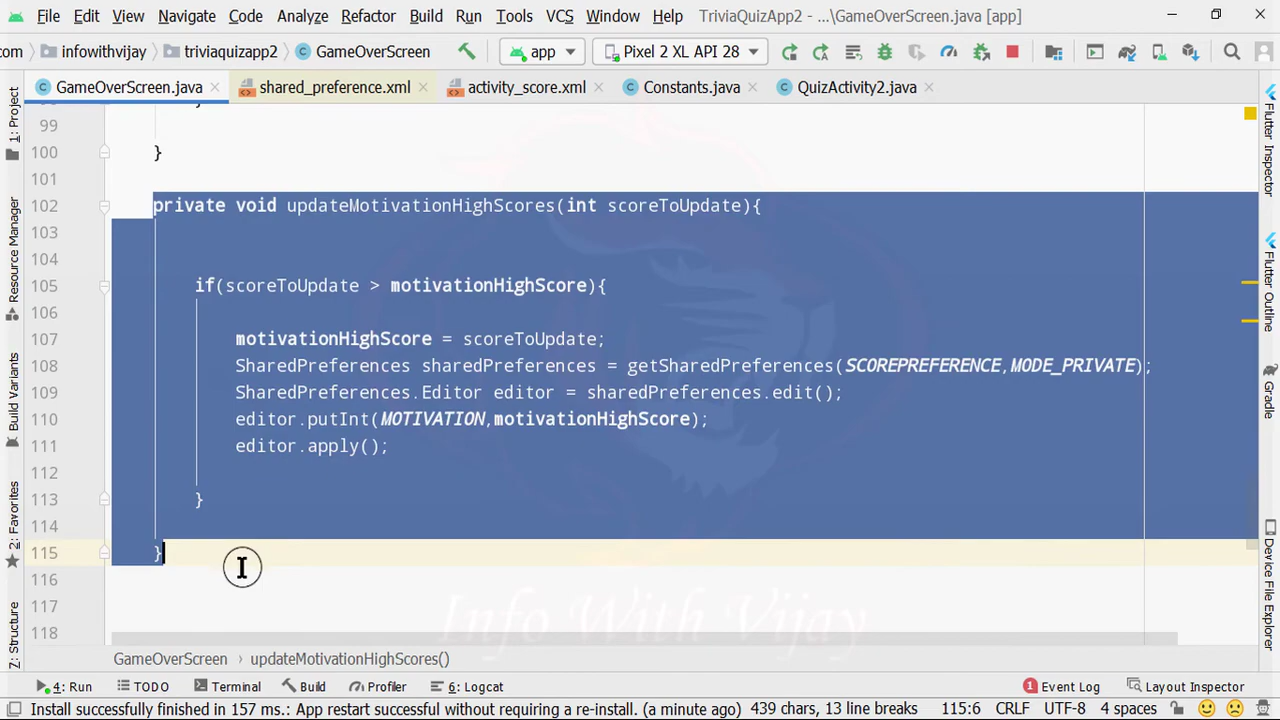 File Edit View Navigate Code Analyze Refactor Build Run Tools VCS Window Help TriviaQuizApp2 - ...\GameOverScreen.java [app]
om infowithvijay triviaquizapp2 GameOverScreen app Pixel 2 XL API 28
GameOverScreen.java shared_preference.xml activity_score.xml Constants.java QuizActivity2.java
99
100 }
101
102 private void updateMotivationHighScores(int scoreToUpdate){
103
104
105 if(scoreToUpdate > motivationHighScore){
106
107 motivationHighScore = scoreToUpdate;
108 SharedPreferences sharedPreferences = getSharedPreferences(SCOREPREFERENCE,MODE_PRIVATE);
109 SharedPreferences.Editor editor = sharedPreferences.edit();
110 editor.putInt(MOTIVATION,motivationHighScore);
111 editor.apply();
112
113 }
114
115 }
116
117
118
Info With Vijay
GameOverScreen › updateMotivationHighScores()
4: Run TODO Terminal Build Profiler 6: Logcat 1 Event Log Layout Inspector
Install successfully finished in 157 ms.: App restart successful without requiring a re-install. (a minute ago) 439 chars, 13 line breaks 115:6 CRLF UTF-8 4 spaces
1: Project
Resource Manager
Build Variants
2: Favorites
Z: Structure
Flutter Inspector
Flutter Outline
Gradle
Device File Explorer